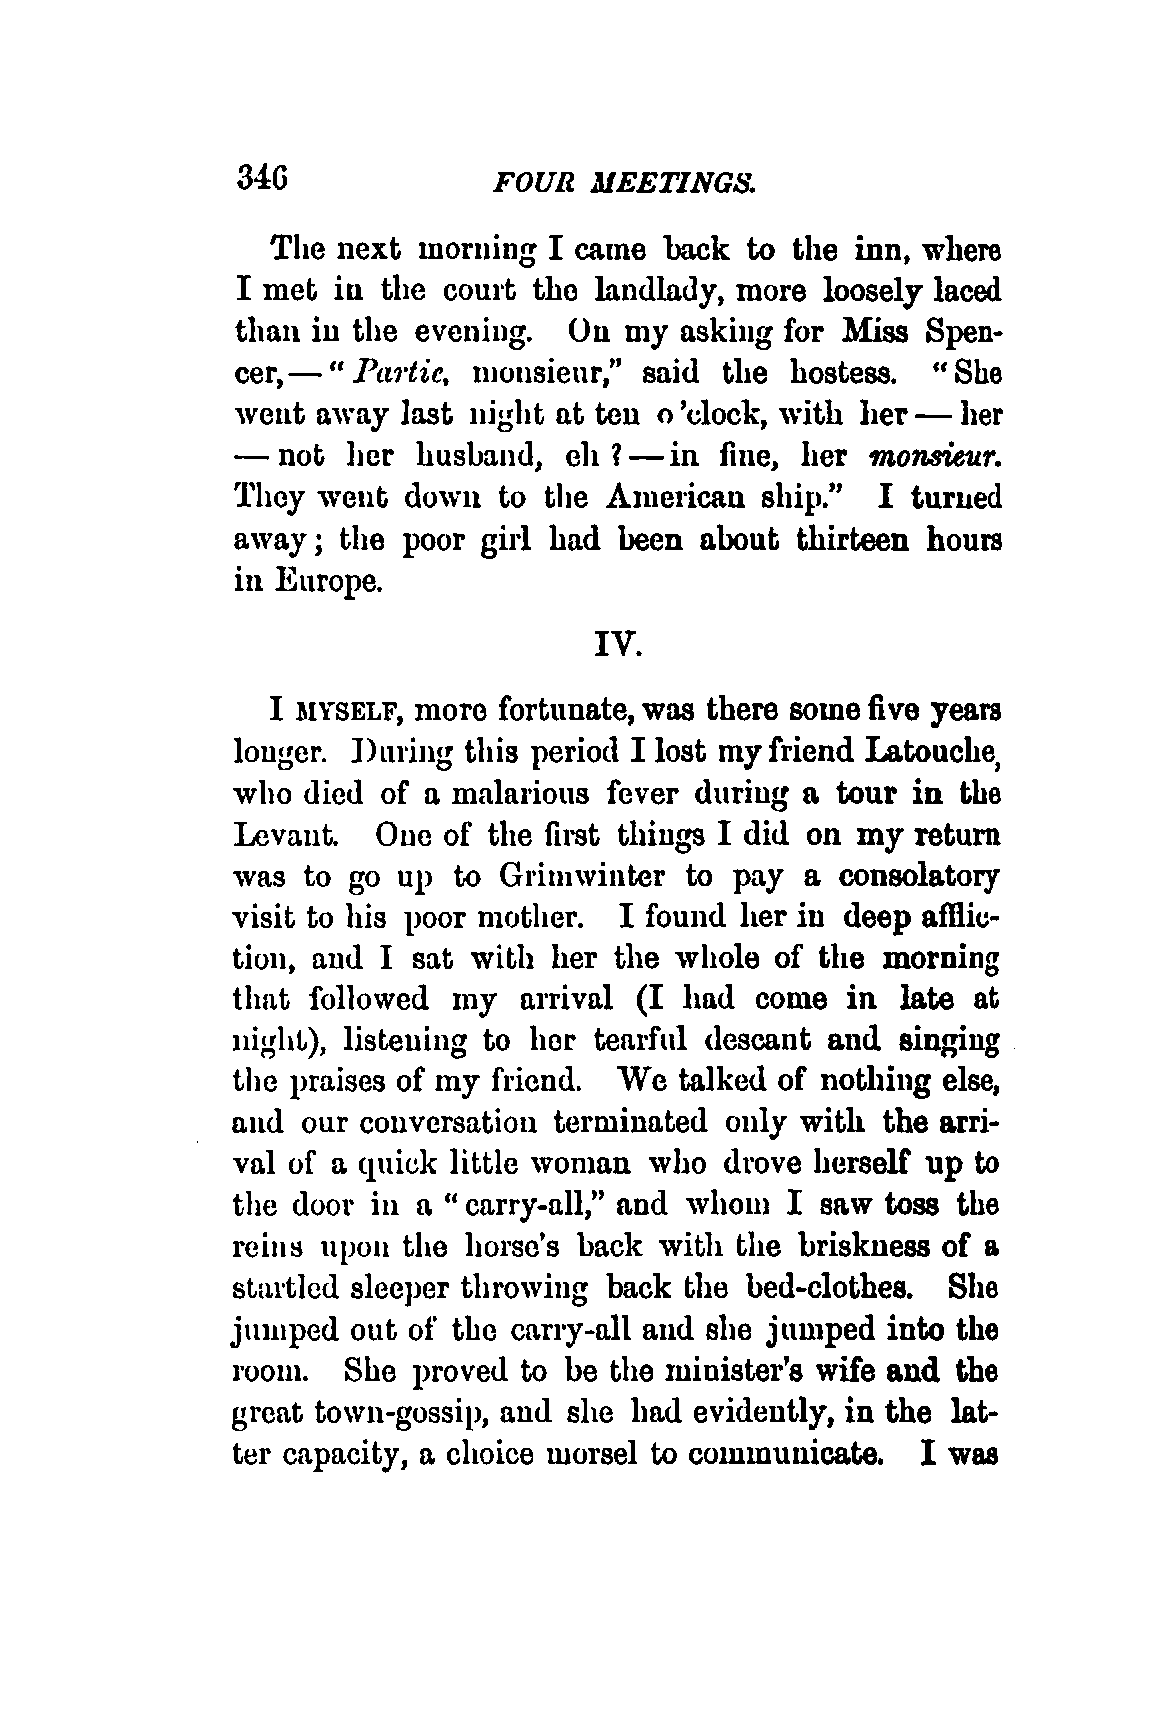 346 FOUR MEETINGS.
The next morning I came back to the inn, where
I met in the court the landlady, more loosely laced
than in the evening. On my asking for Miss Spen-
cer,— “Partie, monsieur,” said the hostess. “She
went away last night at ten o’clock, with her — her
— not her husband, eh ? — in fine, her monsieur.
They went down to the American ship.” I turned
away; the poor girl had been about thirteen hours
in Europe.
IV.
I MYSELF, more fortunate, was there some five years
longer. During this period I lost my friend Latouche,
who died of a malarious fever during a tour in the
Levant. One of the first things I did on my return
was to go up to Grimwinter to pay a consolatory
visit to his poor mother. I found her in deep afflic-
tion, and I sat with her the whole of the morning
that followed my arrival (I had come in late at
night), listening to her tearful descant and singing
the praises of my friend. We talked of nothing else,
and our conversation terminated only with the arri-
val of a quick little woman who drove herself up to
the door in a “carry-all,” and whom I saw toss the
reins upon the horse’s back with the briskness of a
startled sleeper throwing back the bed-clothes. She
jumped out of the carry-all and she jumped into the
room. She proved to be the minister’s wife and the
great town-gossip, and she had evidently, in the lat-
ter capacity, a choice morsel to communicate. I was